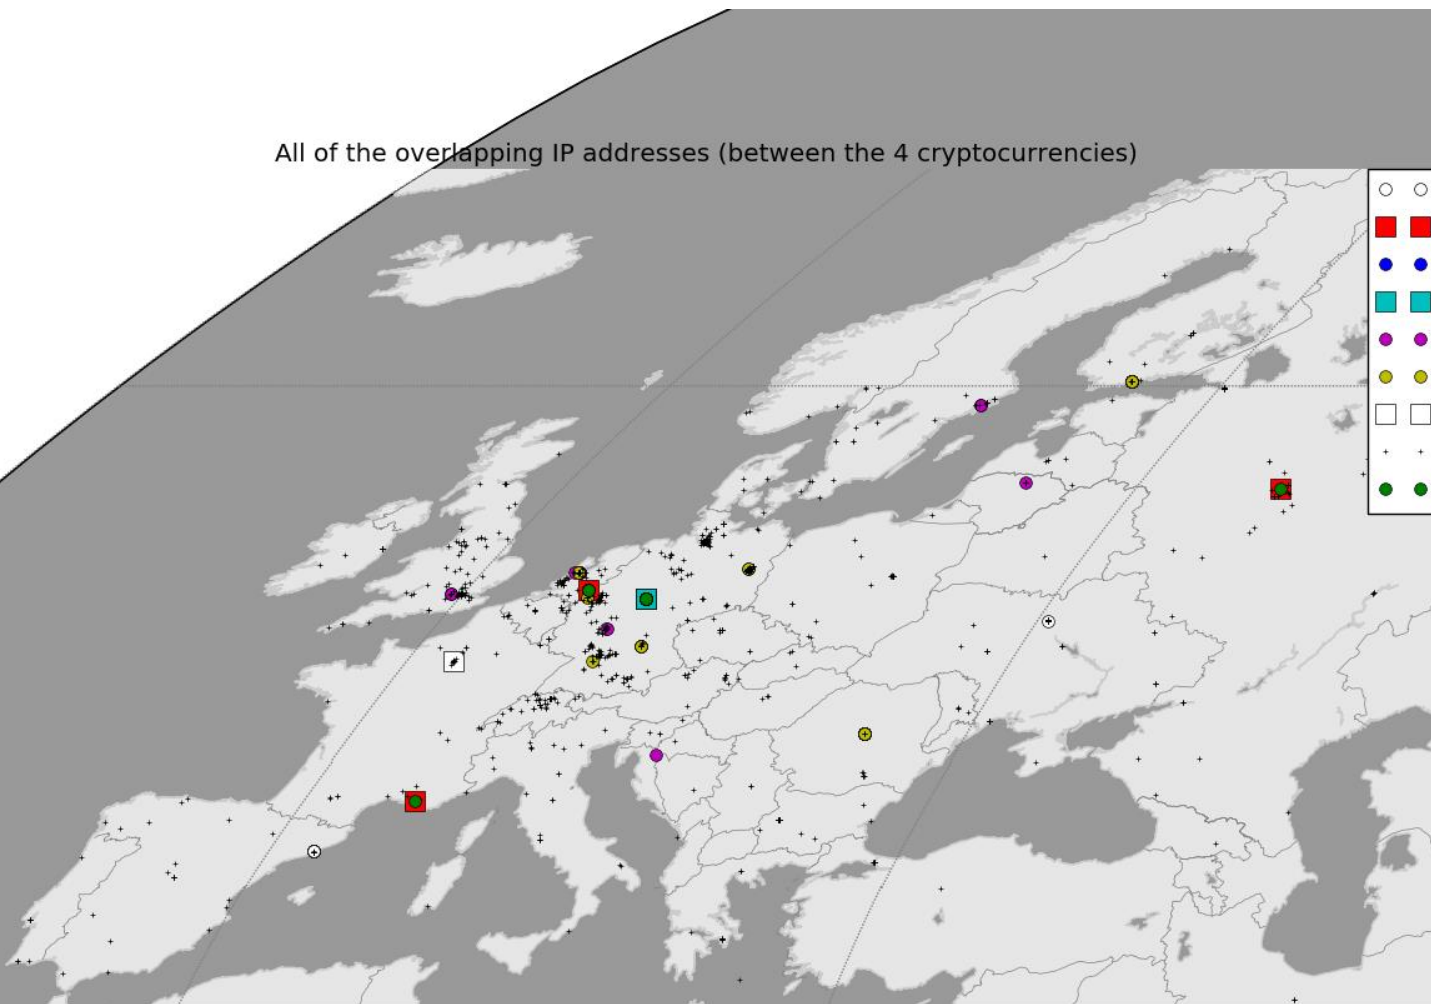 All of the overlapping IP addresses (between the 4 cryptocurrencies)